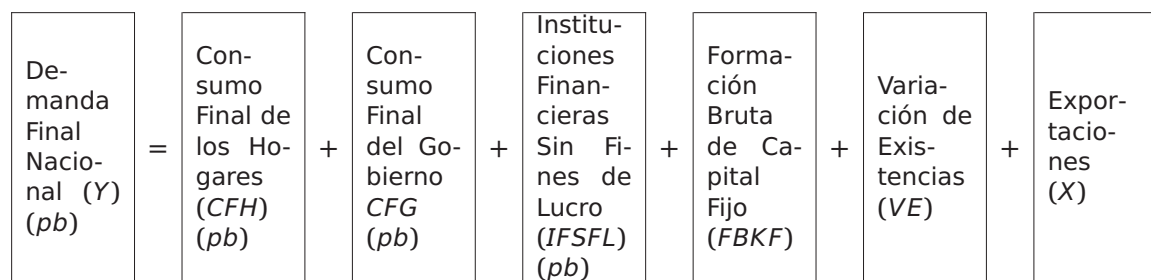 De-
manda
Final
Nacio-
nal (Y)
(pb)
=
Con-
sumo
Final de
los Ho-
gares
(CFH)
(pb)
+
Con-
sumo
Final
del Go-
bierno
CFG
(pb)
+
Institu-
ciones
Finan-
cieras
Sin Fi-
nes de
Lucro
(IFSFL)
(pb)
+
Forma-
ción
Bruta
de Ca-
pital
Fijo
(FBKF)
+
Varia-
ción de
Exis-
tencias
(VE)
+
Expor-
tacio-
nes
(X)